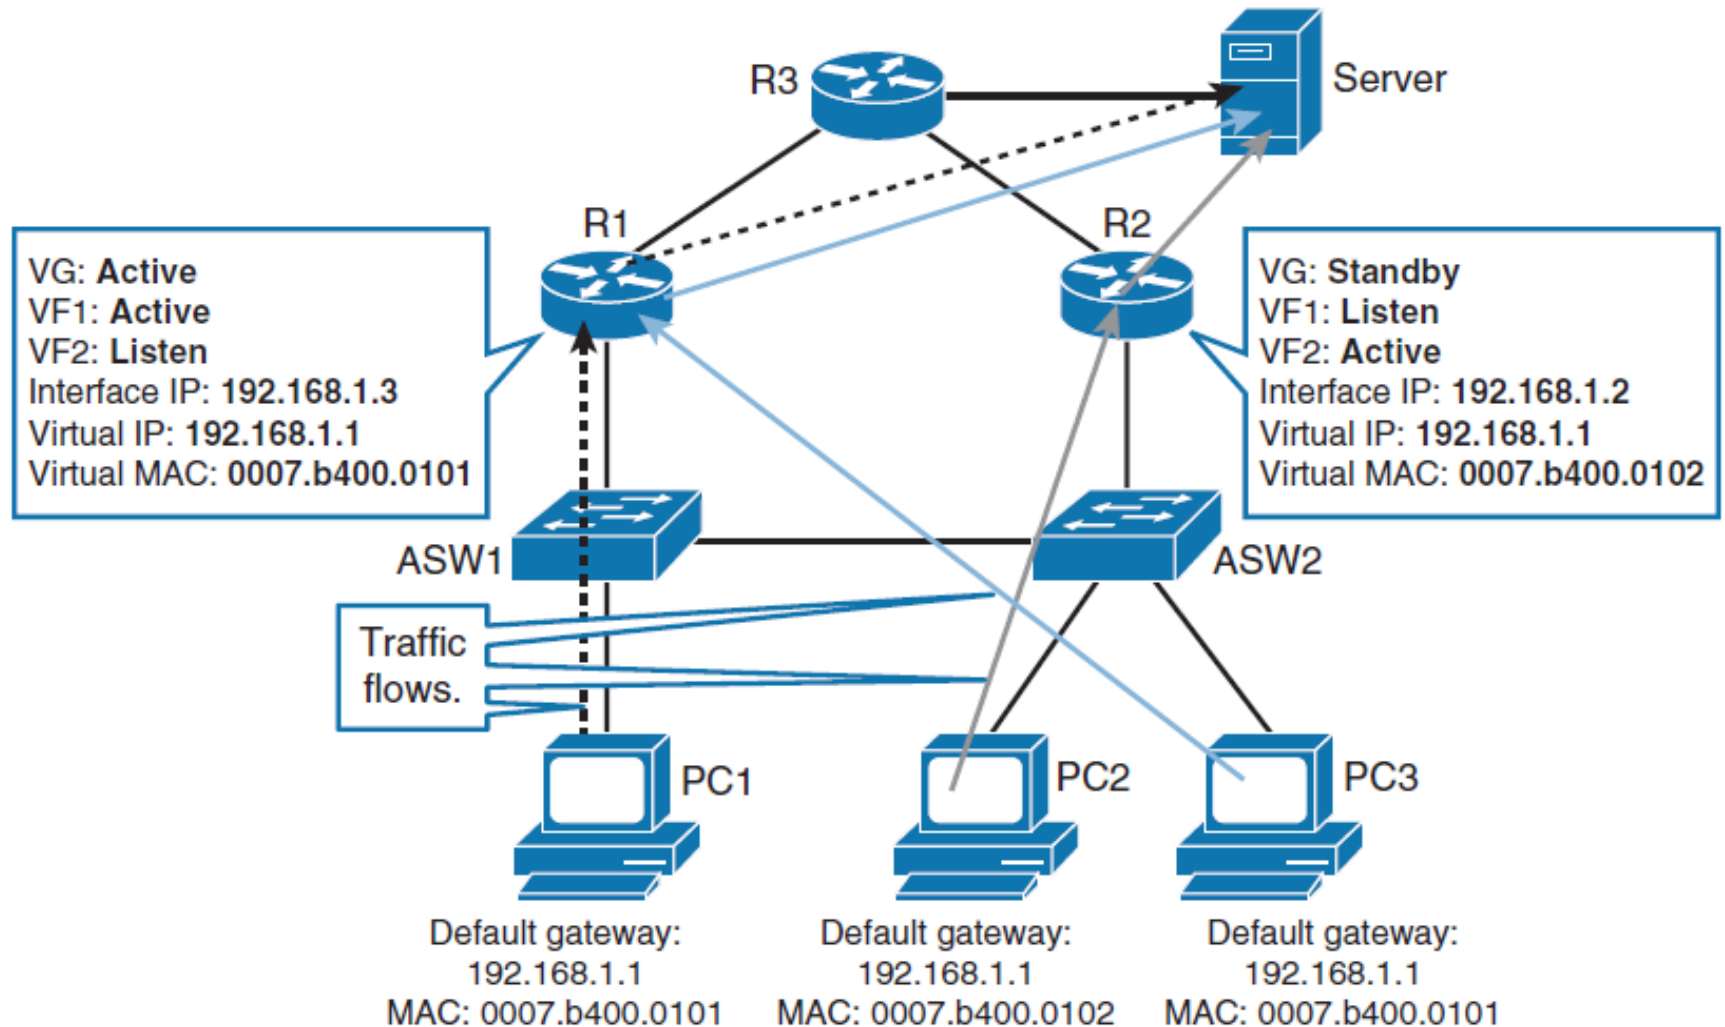 R3
Server
R1
R2
VG: Active
VF1: Active
VF2: Listen
Interface IP: 192.168.1.3
Virtual IP: 192.168.1.1
Virtual MAC: 0007.b400.0101
VG: Standby
VF1: Listen
VF2: Active
Interface IP: 192.168.1.2
Virtual IP: 192.168.1.1
Virtual MAC: 0007.b400.0102
ASW1
ASW2
Traffic
flows.
PC1
PC2
PC3
Default gateway:
192.168.1.1
MAC: 0007.b400.0101
Default gateway:
192.168.1.1
MAC: 0007.b400.0102
Default gateway:
192.168.1.1
MAC: 0007.b400.0101